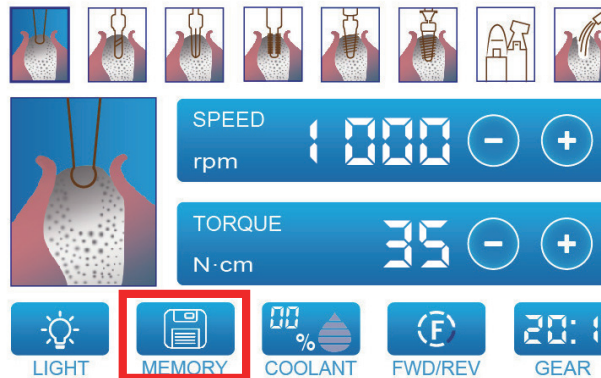 SPEED
rpm
1000
TORQUE
N·cm
35
00
%
F
20:1
LIGHT
MEMORY
COOLANT
FWD/REV
GEAR